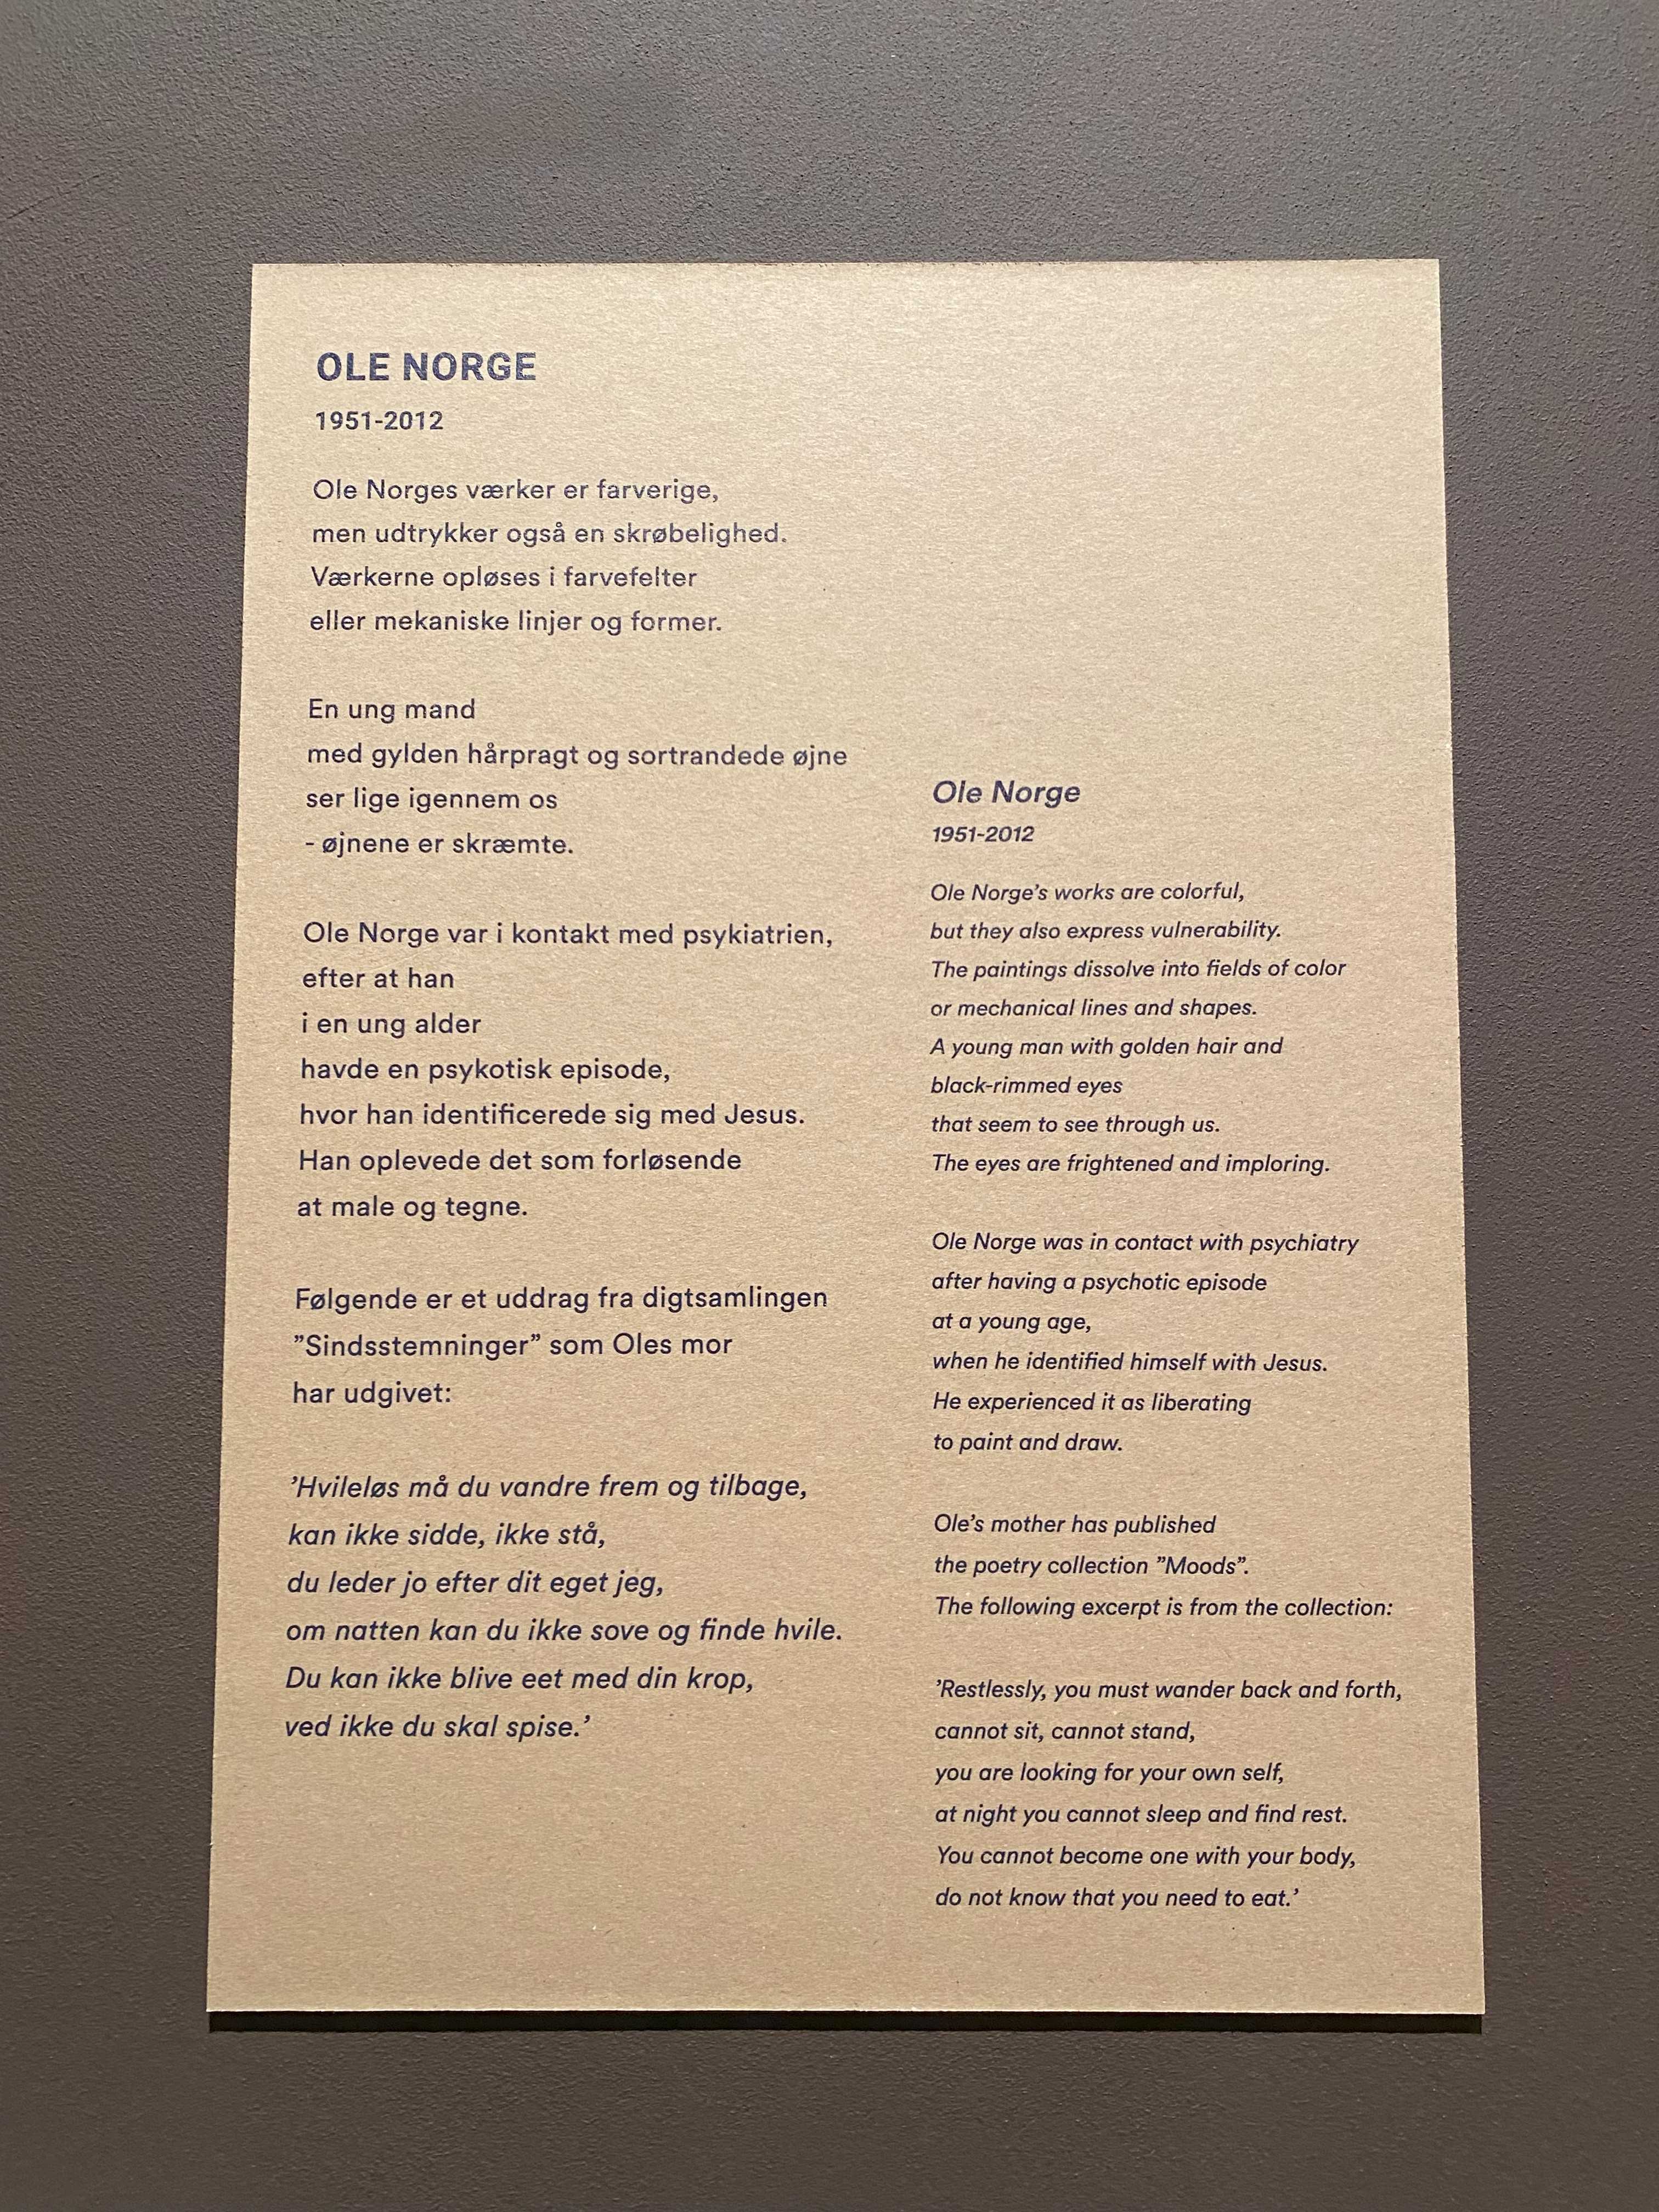 OLE NORGE
1951-2012
Ole Norges værker er farverige,
men udtrykker også en skrøbelighed.
Værkerne opløses i farvefelter
eller mekaniske linjer og former.
En ung mand
med gylden hårpragt og sortrandede øjne
ser lige igennem os
- øjnene er skræmte.
Ole Norge var i kontakt med psykiatrien,
efter at han
i en ung alder
havde en psykotisk episode,
hvor han identificerede sig med Jesus.
Han oplevede det som forløsende
at male og tegne.
Følgende er et uddrag fra digtsamlingen
”Sindsstemninger” som Oles mor
har udgivet:
’Hvileløs må du vandre frem og tilbage,
kan ikke sidde, ikke stå,
du leder jo efter dit eget jeg,
om natten kan du ikke sove og finde hvile.
Du kan ikke blive eet med din krop,
ved ikke du skal spise.’
Ole Norge
1951-2012
Ole Norge’s works are colorful,
but they also express vulnerability.
The paintings dissolve into fields of color
or mechanical lines and shapes.
A young man with golden hair and
black-rimmed eyes
that seem to see through us.
The eyes are frightened and imploring.
Ole Norge was in contact with psychiatry
after having a psychotic episode
at a young age,
when he identified himself with Jesus.
He experienced it as liberating
to paint and draw.
Ole’s mother has published
the poetry collection ”Moods”.
The following excerpt is from the collection:
’Restlessly, you must wander back and forth,
cannot sit, cannot stand,
you are looking for your own self,
at night you cannot sleep and find rest.
You cannot become one with your body,
do not know that you need to eat.’